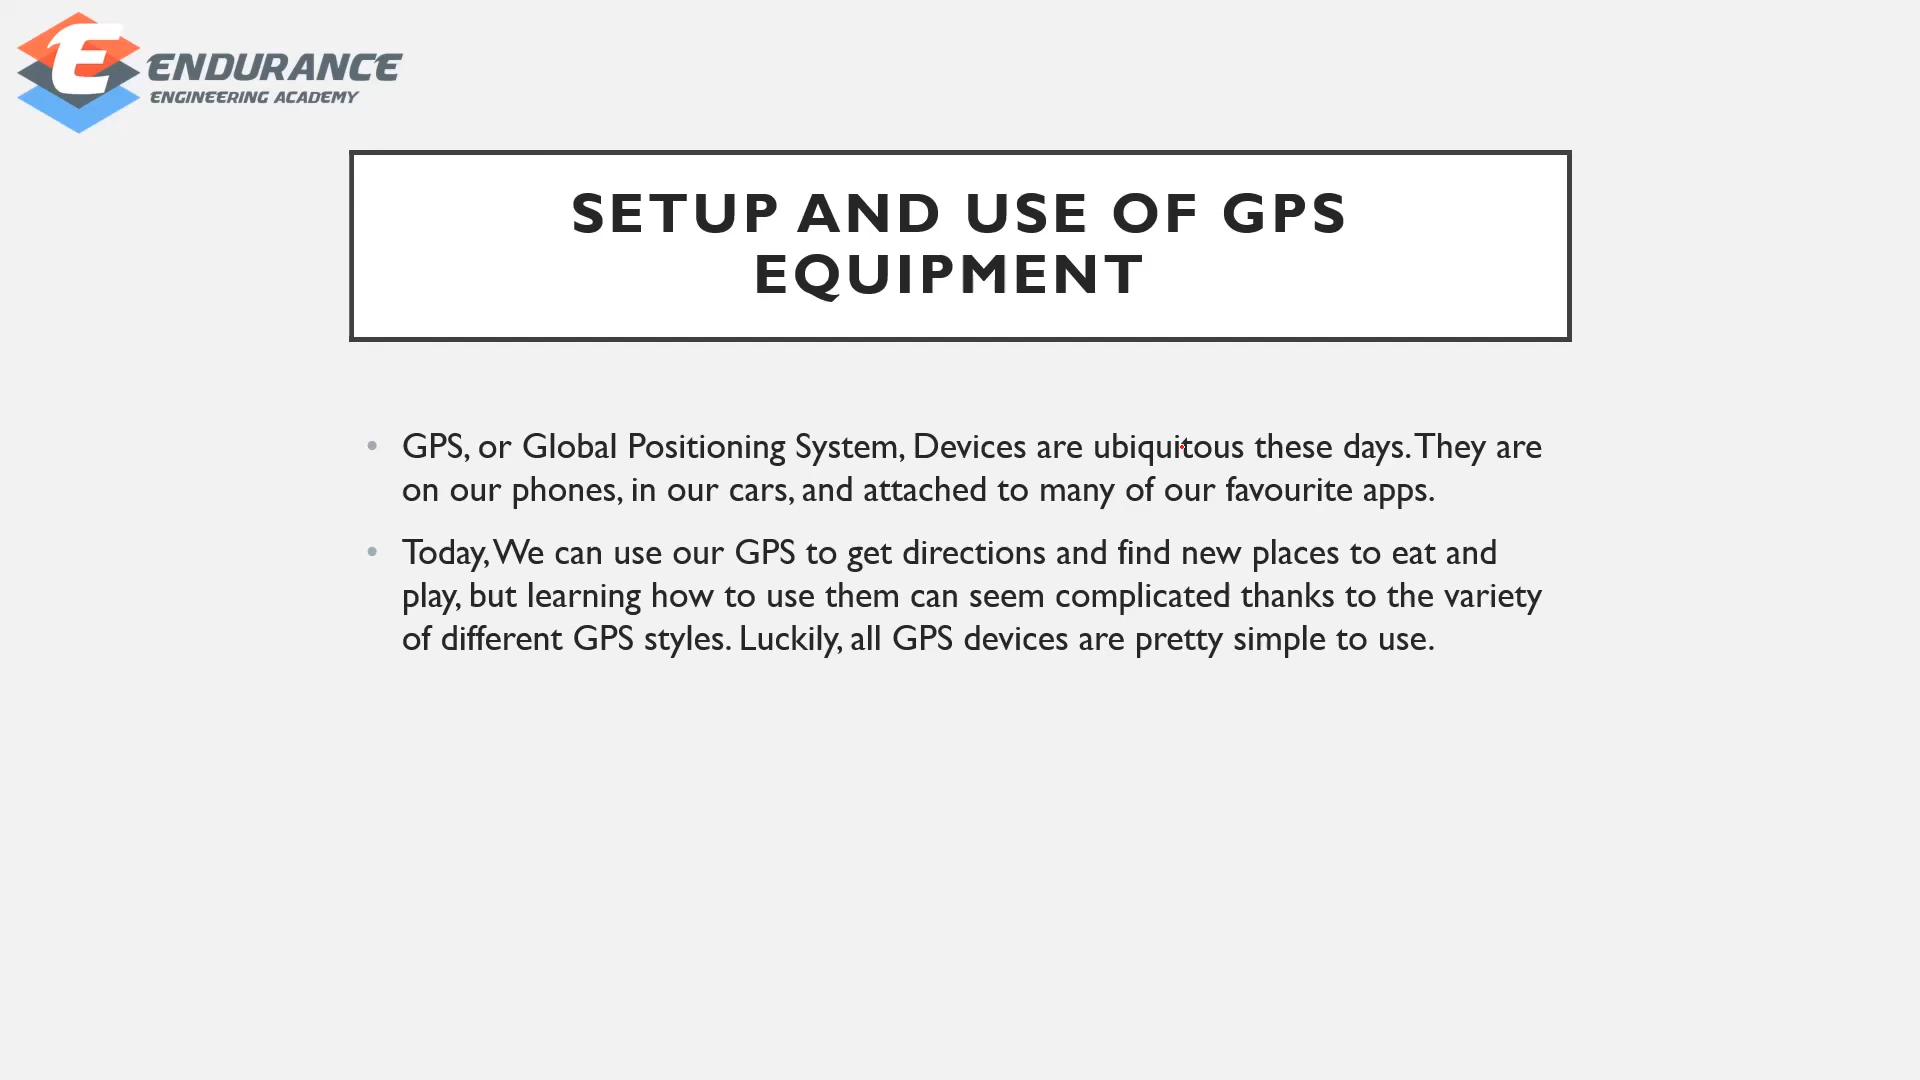 E ENDURANCE
ENGINEERING ACADEMY
SETUP AND USE OF GPS
EQUIPMENT
• GPS, or Global Positioning System, Devices are ubiquitous these days. They are
on our phones, in our cars, and attached to many of our favourite apps.
• Today, We can use our GPS to get directions and find new places to eat and
play, but learning how to use them can seem complicated thanks to the variety
of different GPS styles. Luckily, all GPS devices are pretty simple to use.